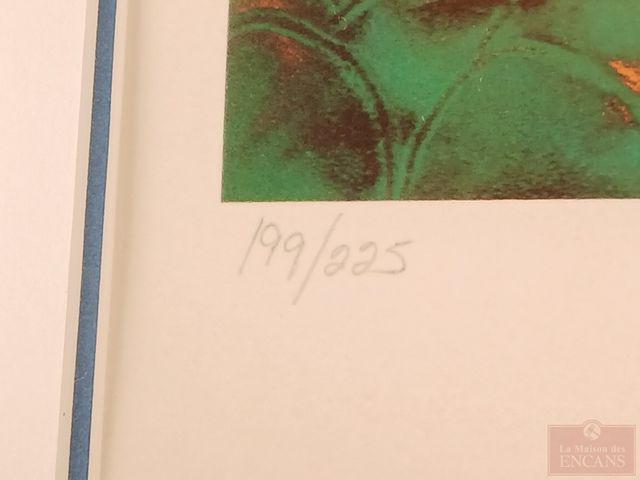 199/225
La Maison des
ENCANS